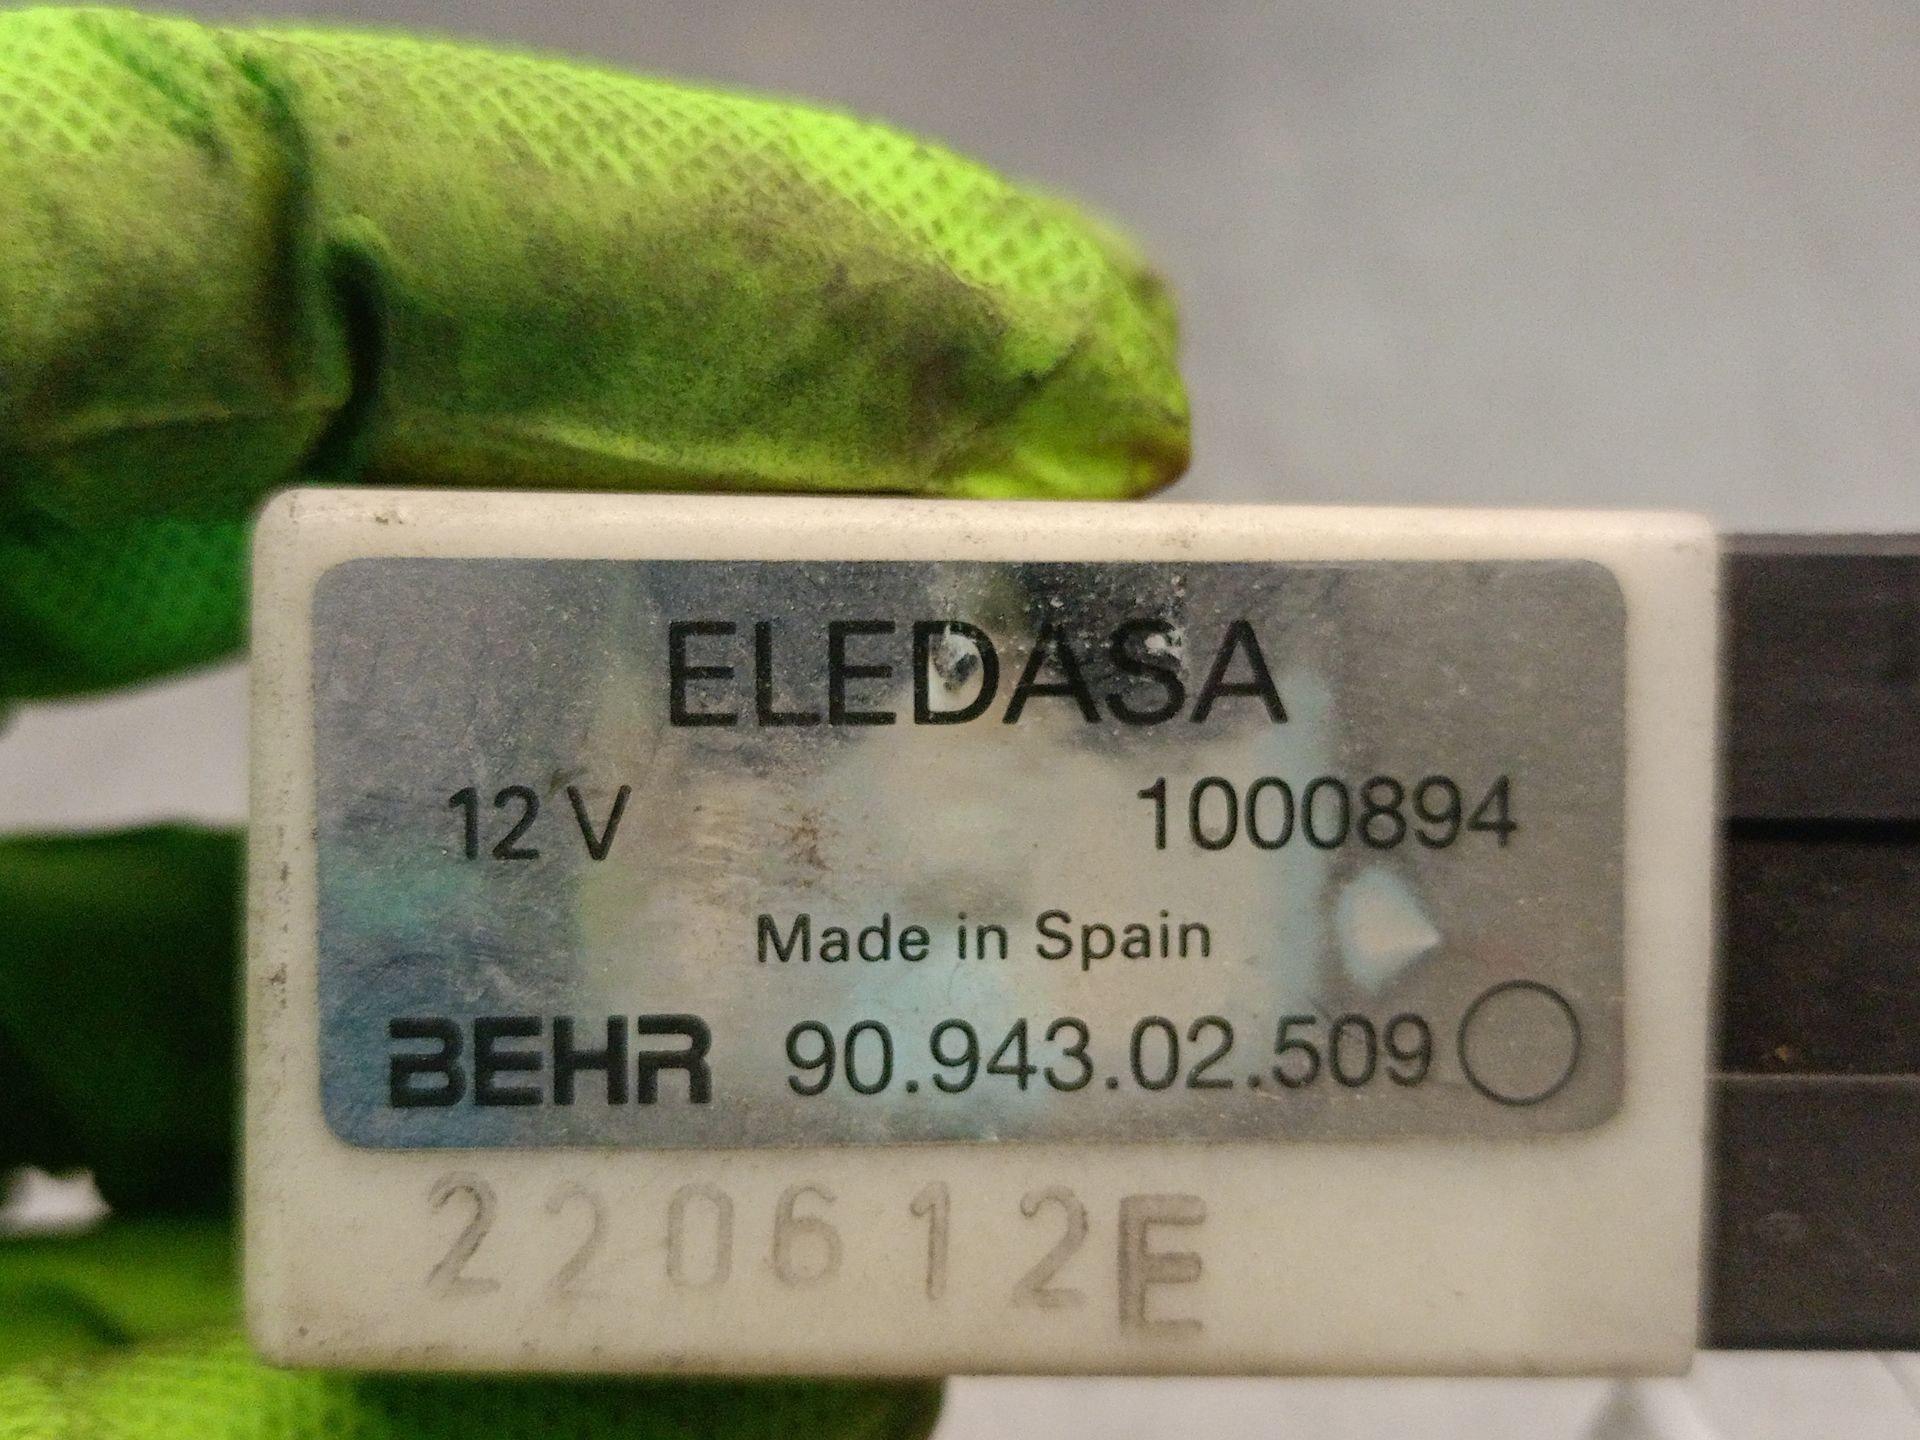 ELEDASA
12 V 1000894
Made in Spain
BEHR 90.943.02.509
220612E